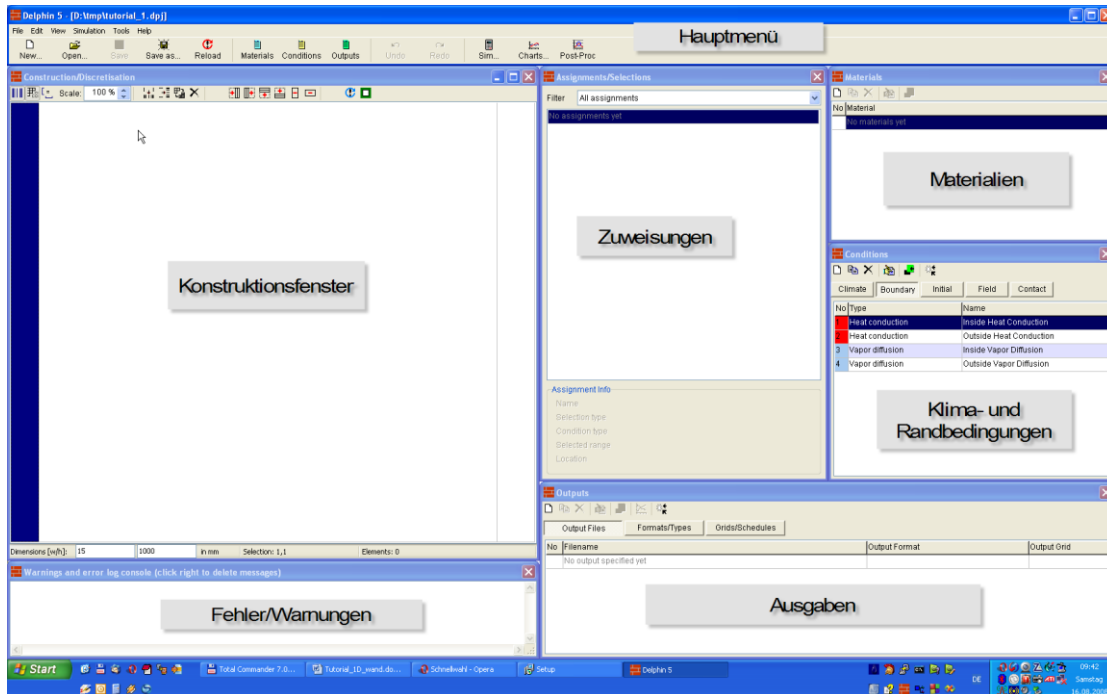 Delphin 5 - [D:\tmp\tutorial_1.dpj]
File Edit View Simulation Tools Help
New... Open... Save Save as... Reload Materials Conditions Outputs Undo Redo Sim... Charts... Post-Proc
Hauptmenü
Construction/Discretisation
Scale: 100 %
Konstruktionsfenster
Dimensions [w/h]: 15 1000 in mm Selection: 1,1 Elements: 0
Warnings and error log console (click right to delete messages)
Fehler/Warnungen
Assignments/Selections
Filter All assignments
No assignments yet
Zuweisungen
Assignment Info
Name
Selection type
Condition type
Selected range
Location
Materials
No Material
No materials yet
Materialien
Conditions
Climate Boundary Initial Field Contact
No Type Name
1 Heat conduction Inside Heat Conduction
2 Heat conduction Outside Heat Conduction
3 Vapor diffusion Inside Vapor Diffusion
4 Vapor diffusion Outside Vapor Diffusion
Klima- und
Randbedingungen
Outputs
Output Files Formats/Types Grids/Schedules
No Filename Output Format Output Grid
No output specified yet
Ausgaben
Start Total Commander 7.0... Tutorial_1D_wand.do... Schnellwahl - Opera Setup Delphin 5 DE 09:42
Samstag